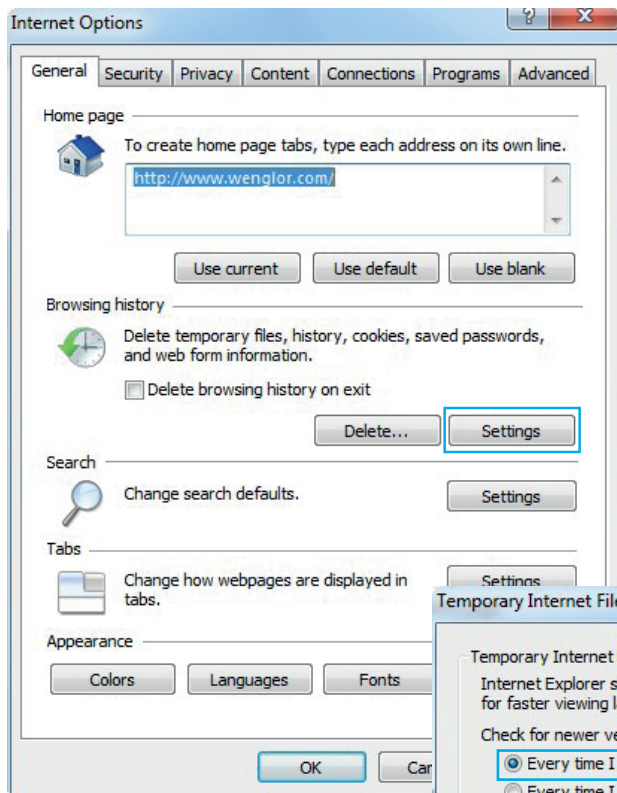 Internet Options
General Security Privacy Content Connections Programs Advanced
Home page
To create home page tabs, type each address on its own line.
http://www.wenglor.com/
Use current Use default Use blank
Browsing history
Delete temporary files, history, cookies, saved passwords,
and web form information.
Delete browsing history on exit
Delete... Settings
Search
Change search defaults.
Settings
Tabs
Change how webpages are displayed in
tabs.
Settings
Appearance
Colors Languages Fonts
OK
Temporary Internet
Temporary Internet
Internet Explorer
for faster viewing
Check for newer
Every time I
Every time I